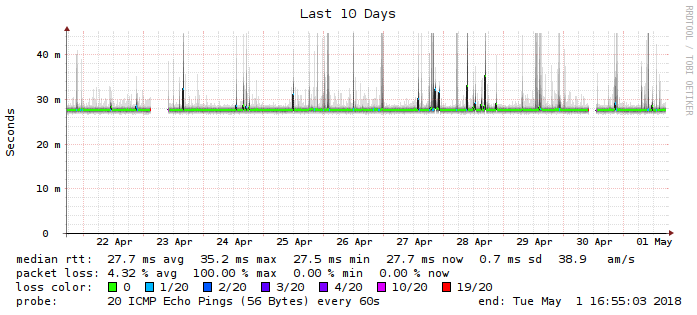 Last 10 Days
RRDTOOL / TOBI OETIKER
Seconds
40 m
30 m
20 m
10 m
0
22 Apr 23 Apr 24 Apr 25 Apr 26 Apr 27 Apr 28 Apr 29 Apr 30 Apr 01 May
median rtt: 27.7 ms avg 35.2 ms max 27.5 ms min 27.7 ms now 0.7 ms sd 38.9 am/s
packet loss: 4.32 % avg 100.00 % max 0.00 % min 0.00 % now
loss color: 0 1/20 2/20 3/20 4/20 10/20 19/20
probe: 20 ICMP Echo Pings (56 Bytes) every 60s end: Tue May 1 16:55:03 2018